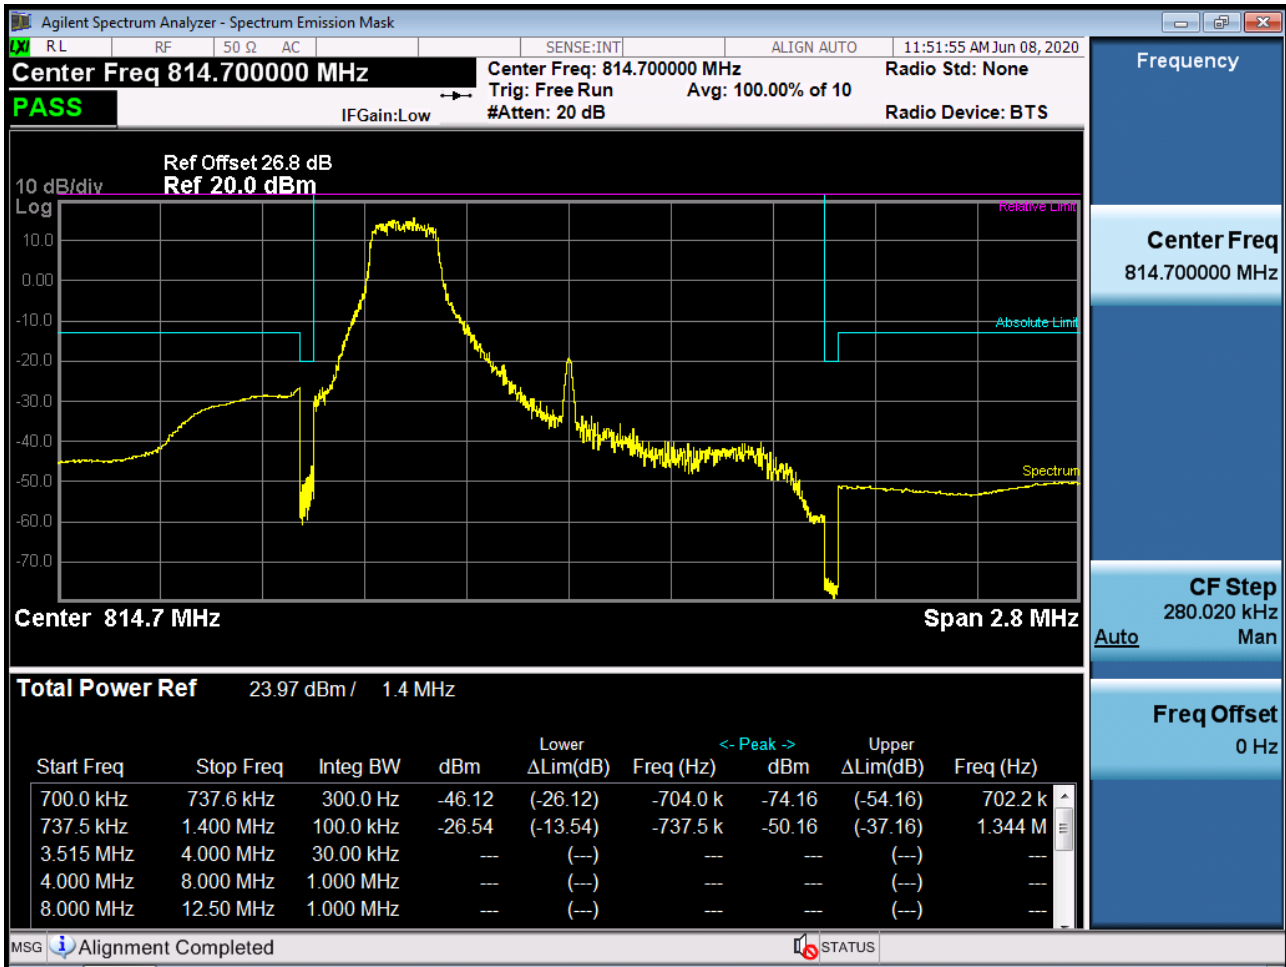 Agilent Spectrum Analyzer - Spectrum Emission Mask
LXI RL RF 50 Ω AC SENSE:INT ALIGN AUTO 11:51:55 AM Jun 08, 2020
Center Freq 814.700000 MHz
PASS
IFGain:Low
Center Freq: 814.700000 MHz
Trig: Free Run Avg: 100.00% of 10
#Atten: 20 dB
Radio Std: None
Radio Device: BTS
Ref Offset 26.8 dB
10 dB/div Ref 20.0 dBm
Log
Relative Limit
10.0
0.00
-10.0
Absolute Limit
-20.0
-30.0
-40.0
-50.0
Spectrum
-60.0
-70.0
Center 814.7 MHz Span 2.8 MHz
Total Power Ref 23.97 dBm / 1.4 MHz
Lower <- Peak -> Upper
Start Freq Stop Freq Integ BW dBm ΔLim(dB) Freq (Hz) dBm ΔLim(dB) Freq (Hz)
700.0 kHz 737.6 kHz 300.0 Hz -46.12 (-26.12) -704.0 k -74.16 (-54.16) 702.2 k
737.5 kHz 1.400 MHz 100.0 kHz -26.54 (-13.54) -737.5 k -50.16 (-37.16) 1.344 M
3.515 MHz 4.000 MHz 30.00 kHz --- (---) --- --- (---) ---
4.000 MHz 8.000 MHz 1.000 MHz --- (---) --- --- (---) ---
8.000 MHz 12.50 MHz 1.000 MHz --- (---) --- --- (---) ---
MSG Alignment Completed STATUS
Frequency
Center Freq
814.700000 MHz
CF Step
280.020 kHz
Auto Man
Freq Offset
0 Hz